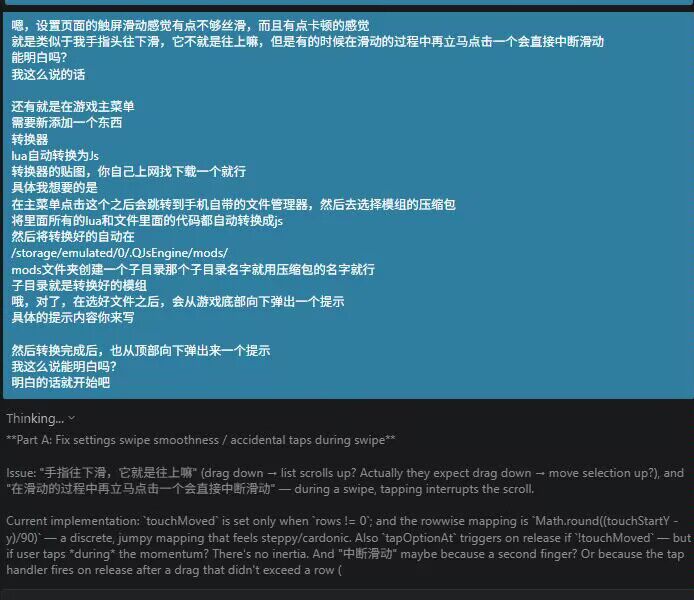 嗯，设置页面的触屏滑动感觉有点不够丝滑，而且有点卡顿的感觉
就是类似于我手指头往下滑，它不就是往上嘛，但是有的时候在滑动的过程中再立马点击一个会直接中断滑动
能明白吗？
我这么说的话
还有就是在游戏主菜单
需要新添加一个东西
转换器
lua自动转换为Js
转换器的贴图，你自己上网找下载一个就行
具体我想要的是
在主菜单点击这个之后会跳转到手机自带的文件管理器，然后去选择模组的压缩包
将里面所有的lua和文件里面的代码都自动转换成js
然后将转换好的自动在
/storage/emulated/0/.QJsEngine/mods/
mods文件夹创建一个子目录那个子目录名字就用压缩包的名字就行
子目录就是转换好的模组
哦，对了，在选好文件之后，会从游戏底部向下弹出一个提示
具体的提示内容你来写
然后转换完成后，也从顶部向下弹出来一个提示
我这么说能明白吗？
明白的话就开始吧
Thinking...
**Part A: Fix settings swipe smoothness / accidental taps during swipe**
Issue: "手指往下滑，它就是往上嘛" (drag down → list scrolls up? Actually they expect drag down → move selection up?), and
"在滑动的过程中再立马点击一个会直接中断滑动" — during a swipe, tapping interrupts the scroll.
Current implementation: `touchMoved` is set only when `rows != 0`; and the rowwise mapping is `Math.round((touchStartY -
y)/90)` — a discrete, jumpy mapping that feels steppy/cardonic. Also `tapOptionAt` triggers on release if `!touchMoved` — but
if user taps *during* the momentum? There's no inertia. And "中断滑动" maybe because a second finger? Or because the tap
handler fires on release after a drag that didn't exceed a row (